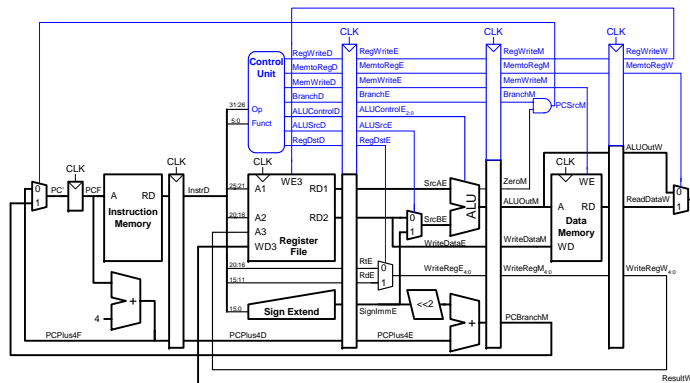 CLK CLK CLK
RegWriteD RegWriteE RegWriteM RegWriteW
Control Unit
MemtoRegD MemtoRegE MemtoRegM MemtoRegW
MemWriteD MemWriteE MemWriteM
BranchD BranchE BranchM
PCSrcM
31:26 Op ALUControlD ALUControlE2:0
5:0 Funct ALUSrcD ALUSrcE
RegDstD RegDstE
ALUOutW
CLK CLK CLK CLK
WE3 WE
0 1 PC' PCF A RD InstrD 25:21 A1 RD1 SrcAE ZeroM
Instruction Memory
20:16 A2 RD2 0 1 SrcBE ALU ALUOutM A RD ReadDataW 0 1
A3
Data Memory
WD3 Register File WriteDataE WriteDataM WD
20:16 RtE 0 WriteRegE4:0 WriteRegM4:0 WriteRegW4:0
15:11 RdE 1
+
4
15:0 Sign Extend SignImmE <<2 + PCBranchM
PCPlus4F PCPlus4D PCPlus4E
ResultW